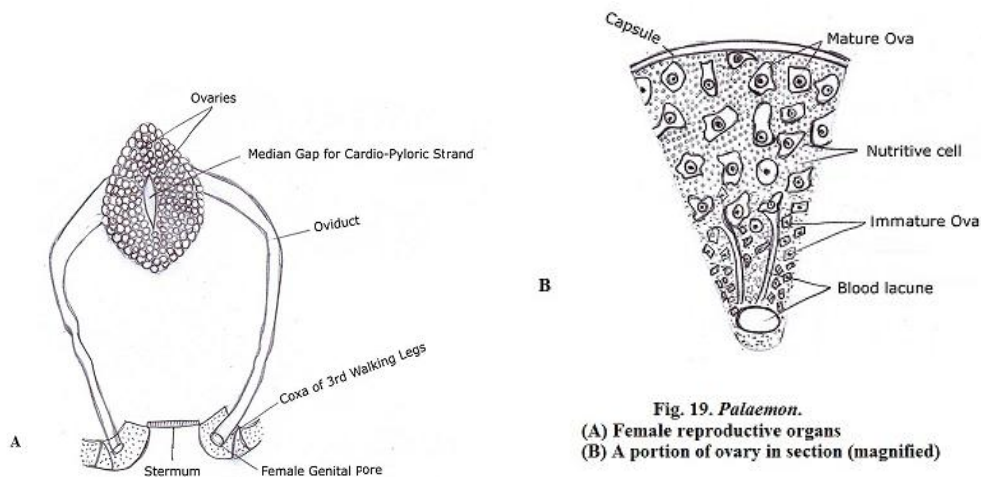 Ovaries
Median Gap for Cardio-Pyloric Strand
Oviduct
Coxa of 3rd Walking Legs
A
Stermum
Female Genital Pore
Capsule
Mature Ova
Nutritive cell
Immature Ova
B
Blood lacune
Fig. 19. Palaemon.
(A) Female reproductive organs
(B) A portion of ovary in section (magnified)